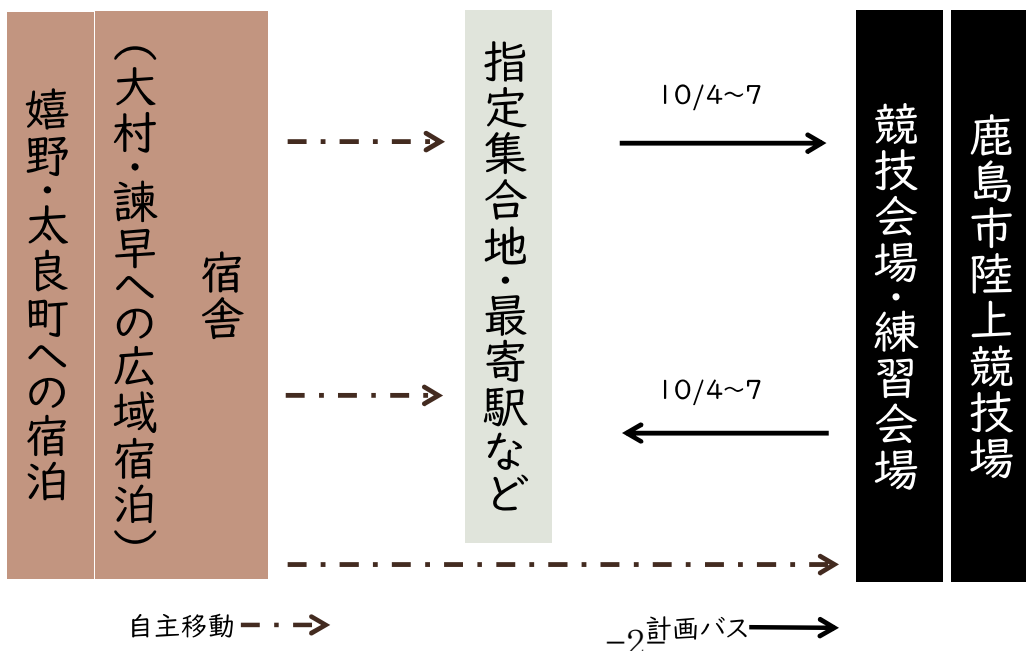 鹿島市陸上競技場
競技会場・練習会場
10/4～7
10/4～7
指定集合地・最寄駅など
宿舎
（大村・諫早への広域宿泊）
嬉野・太良町への宿泊
自主移動
計画バス
-2-